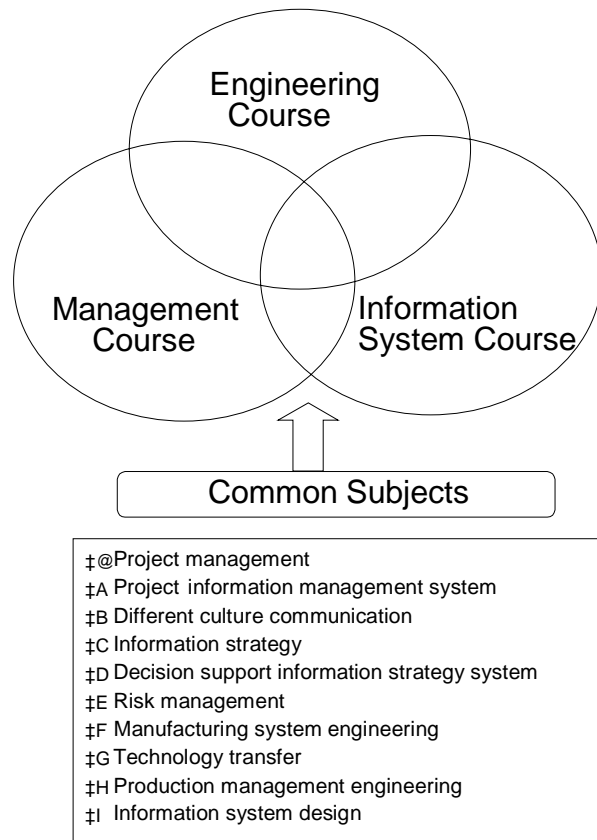 Engineering
Course
Management
Course
Information
System Course
Common Subjects
‡@Project management
‡A Project information management system
‡B Different culture communication
‡C Information strategy
‡D Decision support information strategy system
‡E Risk management
‡F Manufacturing system engineering
‡G Technology transfer
‡H Production management engineering
‡I Information system design